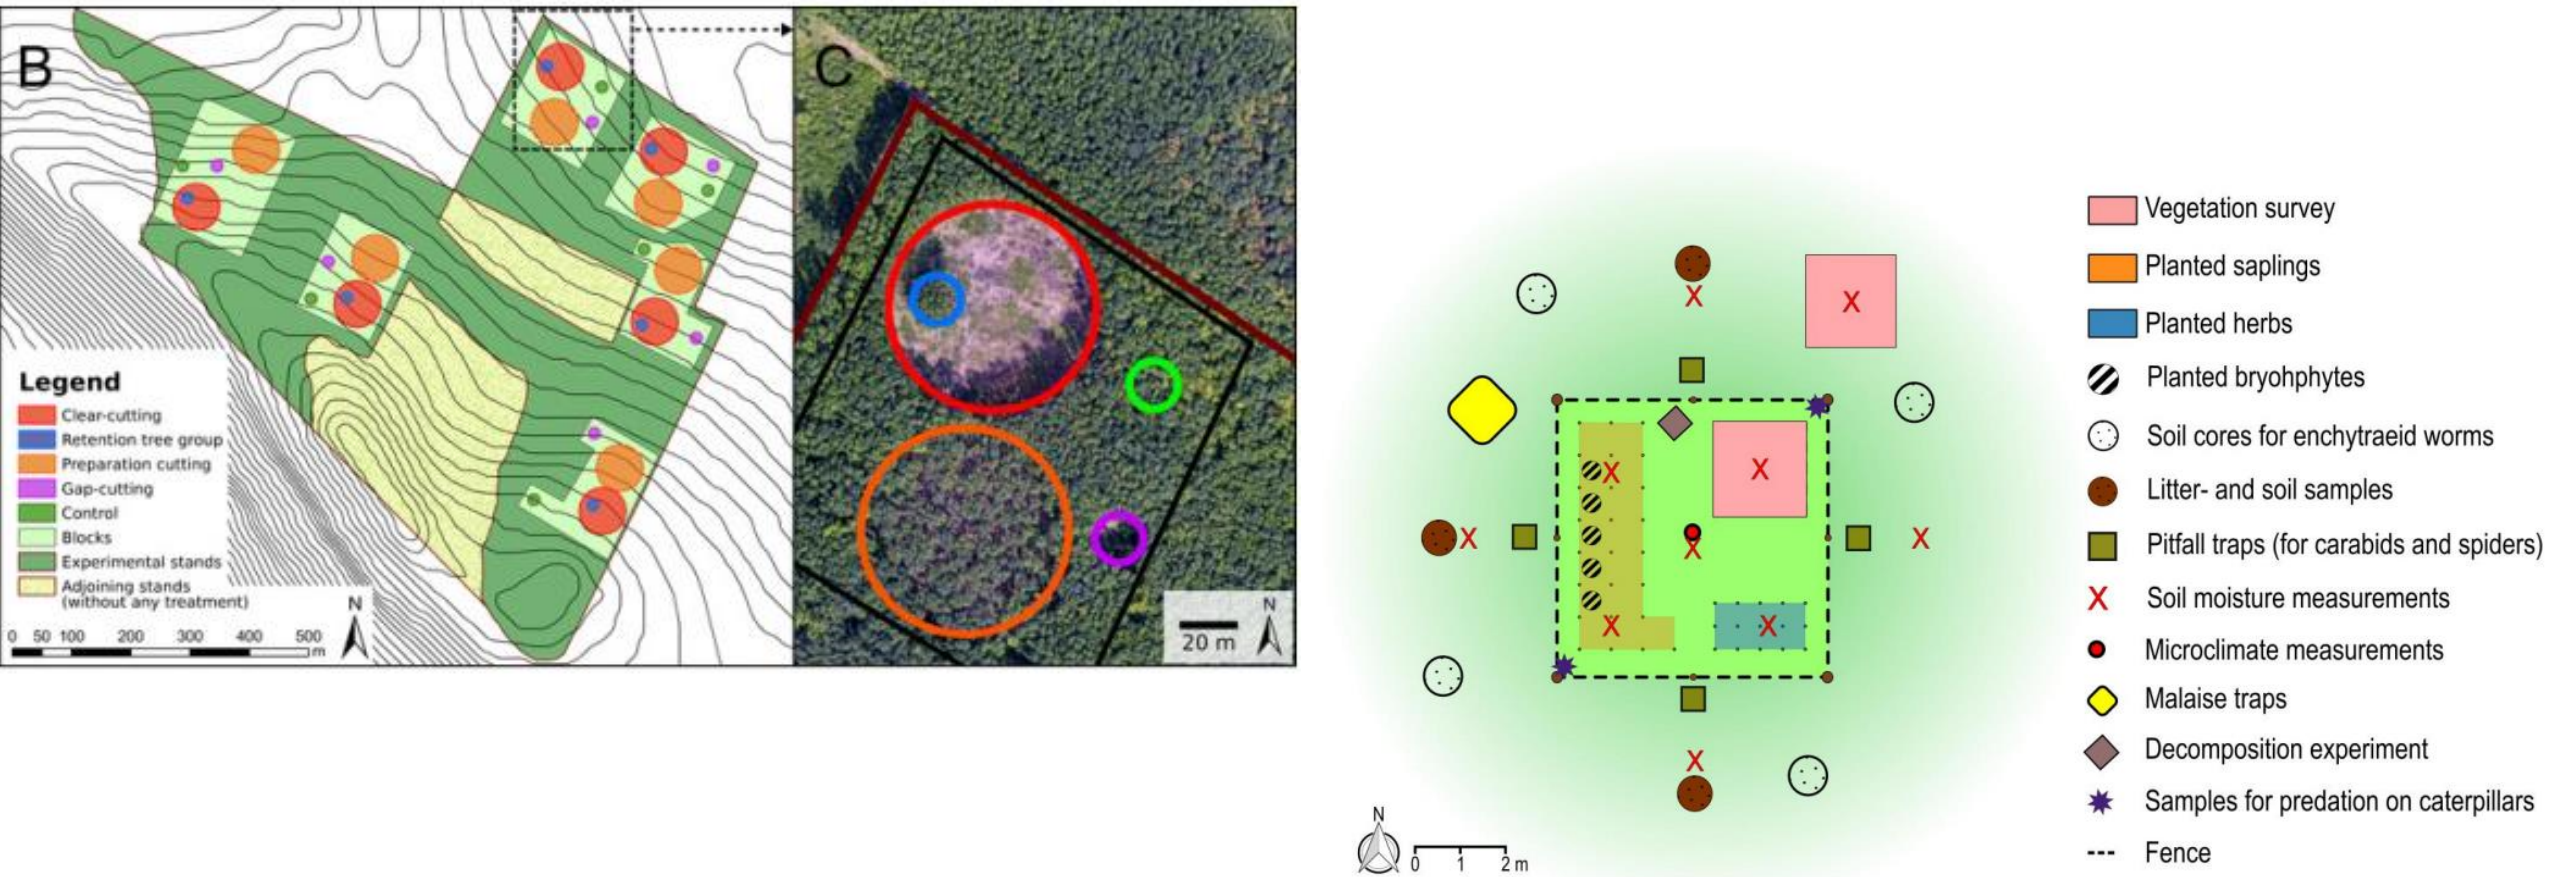 B
Legend
Clear-cutting
Retention tree group
Preparation cutting
Gap-cutting
Control
Blocks
Experimental stands
Adjoining stands
(without any treatment)
N
0 50 100 200 300 400 500
m
C
N
20 m
X
X
X
X
X
X
X
X
X
X
N
0 1 2 m
Vegetation survey
Planted saplings
Planted herbs
Planted bryohphytes
Soil cores for enchytraeid worms
Litter- and soil samples
Pitfall traps (for carabids and spiders)
X Soil moisture measurements
Microclimate measurements
Malaise traps
Decomposition experiment
Samples for predation on caterpillars
Fence